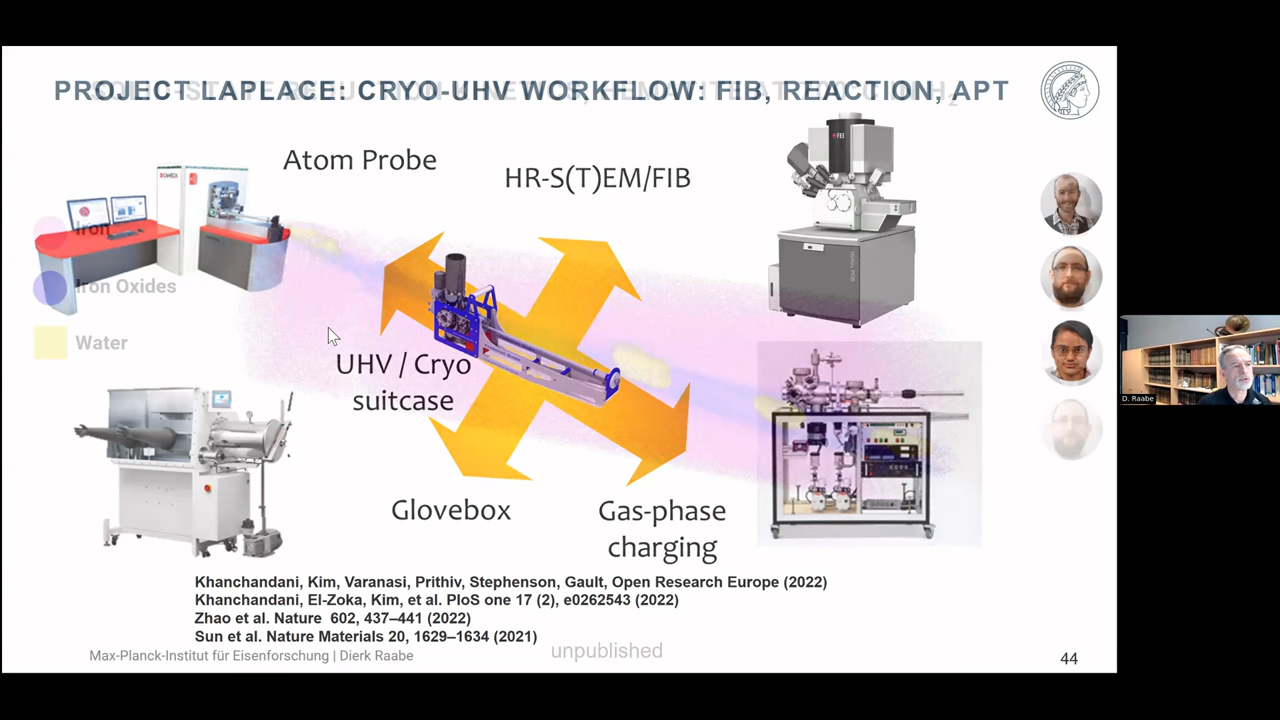 PROJECT LAPLACE: CRYO-UHV WORKFLOW: FIB, REACTION, APT
Atom Probe
HR-S(T)EM/FIB
FEI
CAMECA
Iron
Iron Oxides
Water
UHV / Cryo
suitcase
Glovebox
Gas-phase
charging
Khanchandani, Kim, Varanasi, Prithiv, Stephenson, Gault, Open Research Europe (2022)
Khanchandani, El-Zoka, Kim, et al. PloS one 17 (2), e0262543 (2022)
Zhao et al. Nature 602, 437–441 (2022)
Sun et al. Nature Materials 20, 1629–1634 (2021)
unpublished
Max-Planck-Institut für Eisenforschung | Dierk Raabe
44
D. Raabe